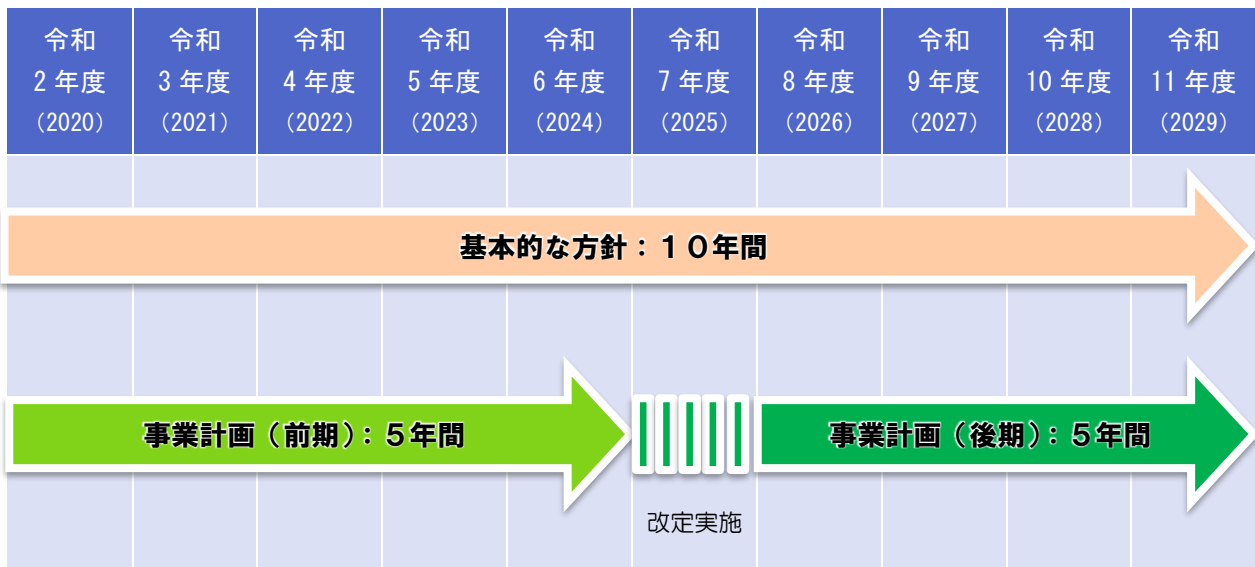 令和
2 年度
（2020）
令和
3 年度
（2021）
令和
4 年度
（2022）
令和
5 年度
（2023）
令和
6 年度
（2024）
令和
7 年度
（2025）
令和
8 年度
（2026）
令和
9 年度
（2027）
令和
10 年度
（2028）
令和
11 年度
（2029）
基本的な方針：１０年間
事業計画（前期）：５年間
事業計画（後期）：５年間
改定実施